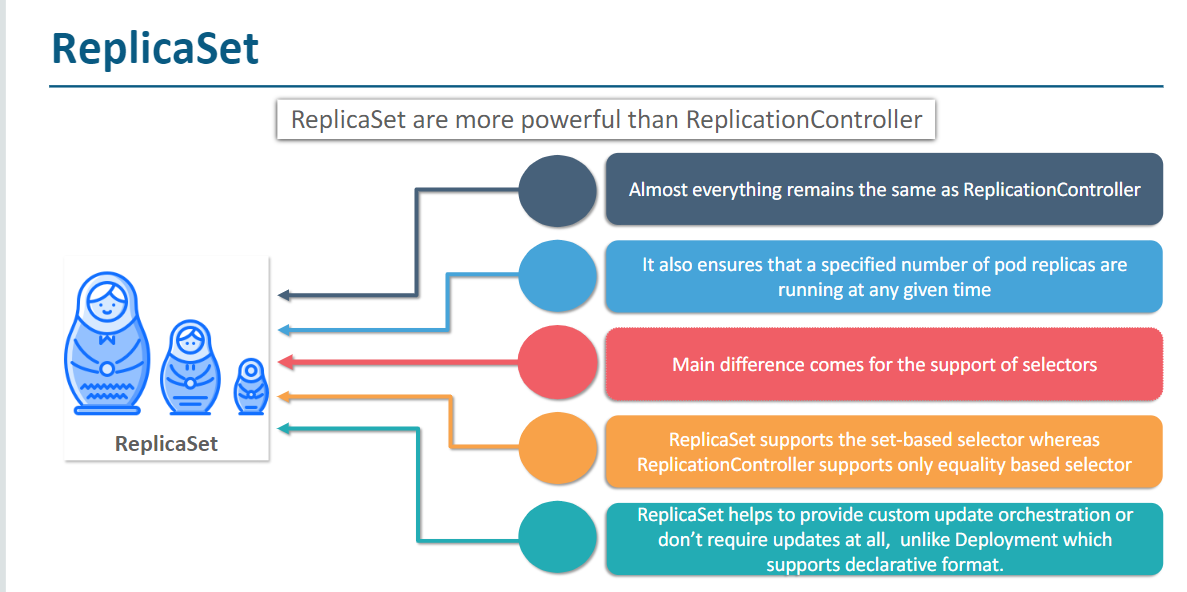 ReplicaSet
ReplicaSet are more powerful than ReplicationController
Almost everything remains the same as ReplicationController
It also ensures that a specified number of pod replicas are
running at any given time
Main difference comes for the support of selectors
ReplicaSet supports the set-based selector whereas
ReplicationController supports only equality based selector
ReplicaSet helps to provide custom update orchestration or
don’t require updates at all,  unlike Deployment which
supports declarative format.
ReplicaSet